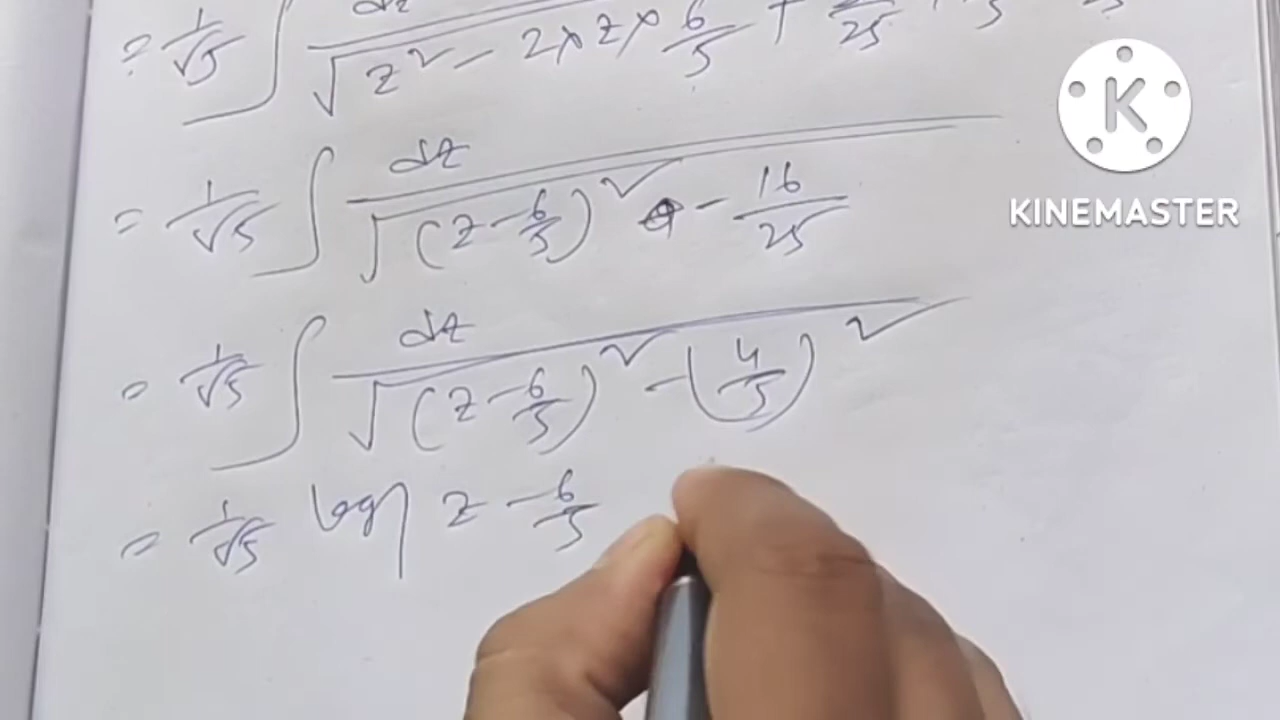 = 1/√5 ∫ dz / √(z² - 2×z×6/5 +
= 1/√5 ∫ dz / √((z - 6/5)² - 16/25)
= 1/√5 ∫ dz / √((z - 6/5)² - (4/5)²)
= 1/√5 log| z - 6/5
K
KINEMASTER